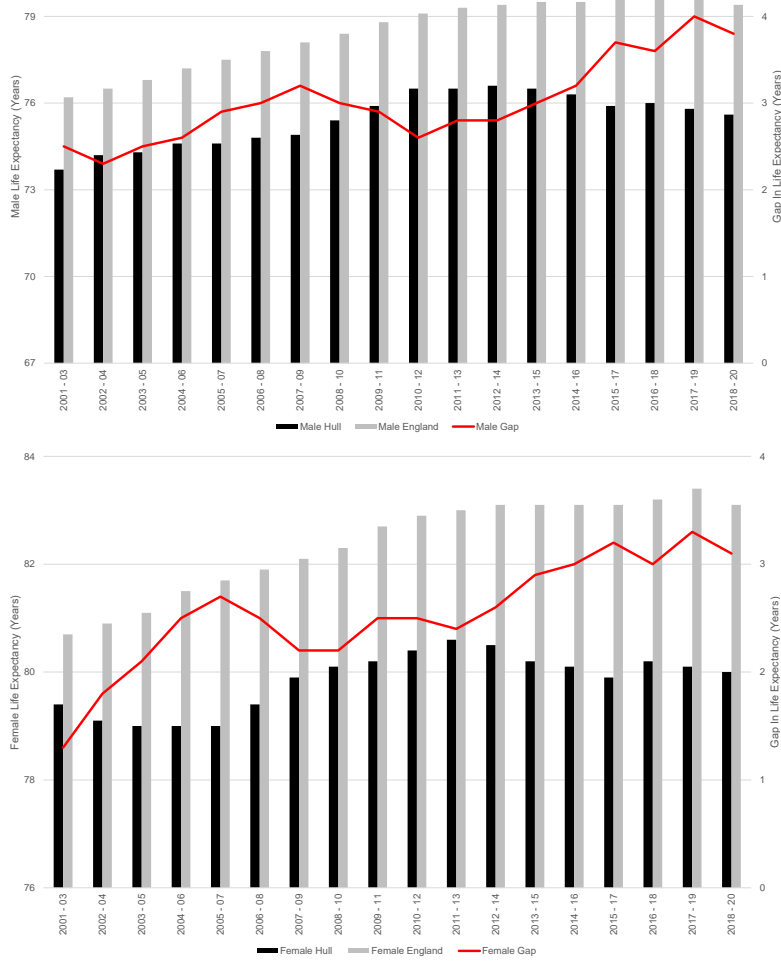 79
76
73
70
67
Male Life Expectancy (Years)
4
3
2
1
0
Gap In Life Expectancy (Years)
2001 - 03
2002 - 04
2003 - 05
2004 - 06
2005 - 07
2006 - 08
2007 - 09
2008 - 10
2009 - 11
2010 - 12
2011 - 13
2012 - 14
2013 - 15
2014 - 16
2015 - 17
2016 - 18
2017 - 19
2018 - 20
Male Hull Male England Male Gap
84
82
80
78
76
Female Life Expectancy (Years)
4
3
2
1
0
Gap In Life Expectancy (Years)
2001 - 03
2002 - 04
2003 - 05
2004 - 06
2005 - 07
2006 - 08
2007 - 09
2008 - 10
2009 - 11
2010 - 12
2011 - 13
2012 - 14
2013 - 15
2014 - 16
2015 - 17
2016 - 18
2017 - 19
2018 - 20
Female Hull Female England Female Gap